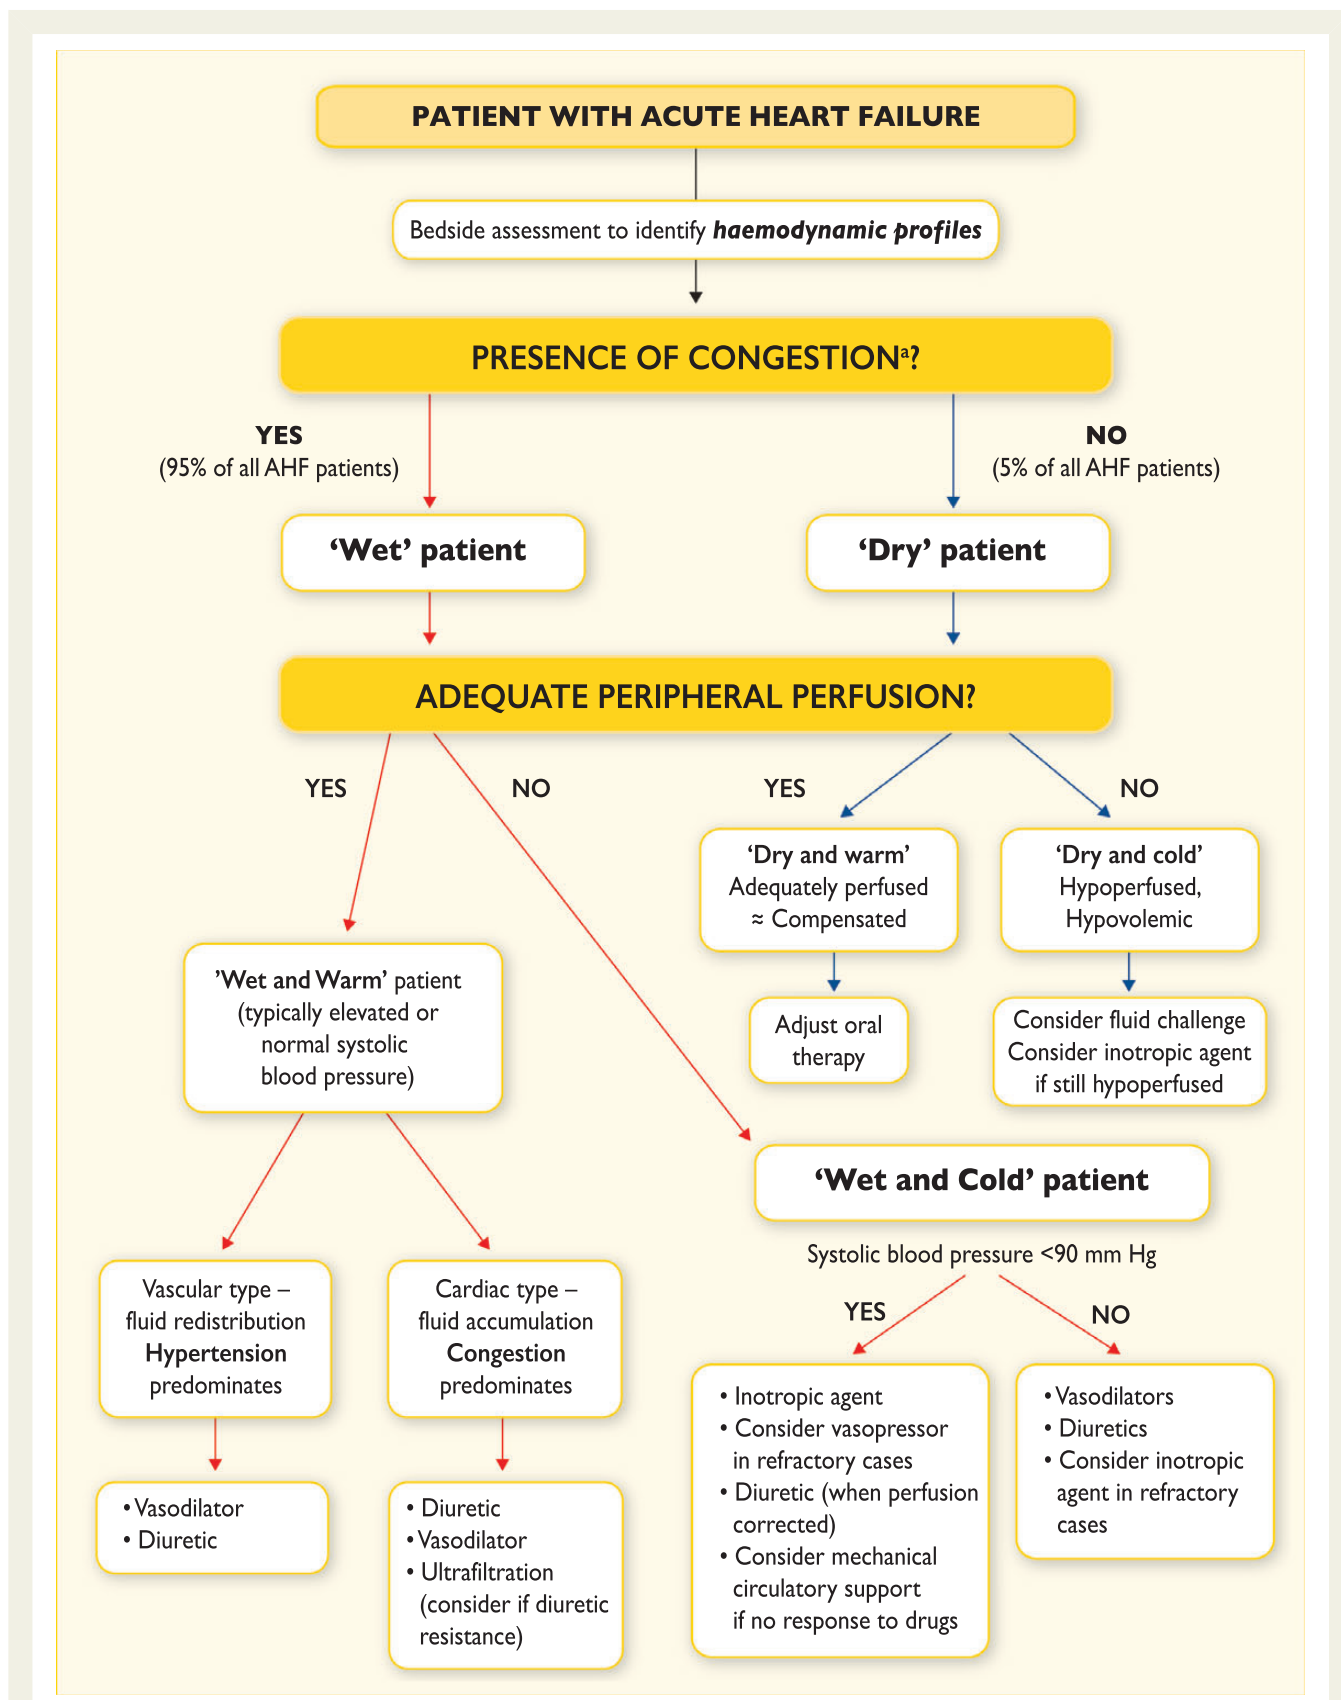 PATIENT WITH ACUTE HEART FAILURE
Bedside assessment to identify haemodynamic profiles
PRESENCE OF CONGESTIONᵃ?
YES
(95% of all AHF patients)
NO
(5% of all AHF patients)
‘Wet’ patient
‘Dry’ patient
ADEQUATE PERIPHERAL PERFUSION?
YES
NO
YES
NO
‘Dry and warm’
Adequately perfused
≈ Compensated
‘Dry and cold’
Hypoperfused,
Hypovolemic
’Wet and Warm’ patient
(typically elevated or
normal systolic
blood pressure)
Adjust oral
therapy
Consider fluid challenge
Consider inotropic agent
if still hypoperfused
‘Wet and Cold’ patient
Systolic blood pressure <90 mm Hg
YES
NO
Vascular type –
fluid redistribution
Hypertension
predominates
Cardiac type –
fluid accumulation
Congestion
predominates
• Vasodilator
• Diuretic
• Diuretic
• Vasodilator
• Ultrafiltration
(consider if diuretic
resistance)
• Inotropic agent
• Consider vasopressor
in refractory cases
• Diuretic (when perfusion
corrected)
• Consider mechanical
circulatory support
if no response to drugs
• Vasodilators
• Diuretics
• Consider inotropic
agent in refractory
cases